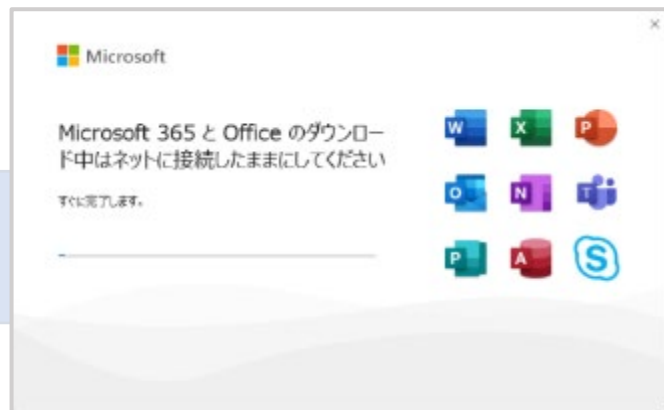 Microsoft
Microsoft 365 と Office のダウンロー
ド中はネットに接続したままにしてください
すぐに完了します。
W
X
P
O
N
T
P
A
S